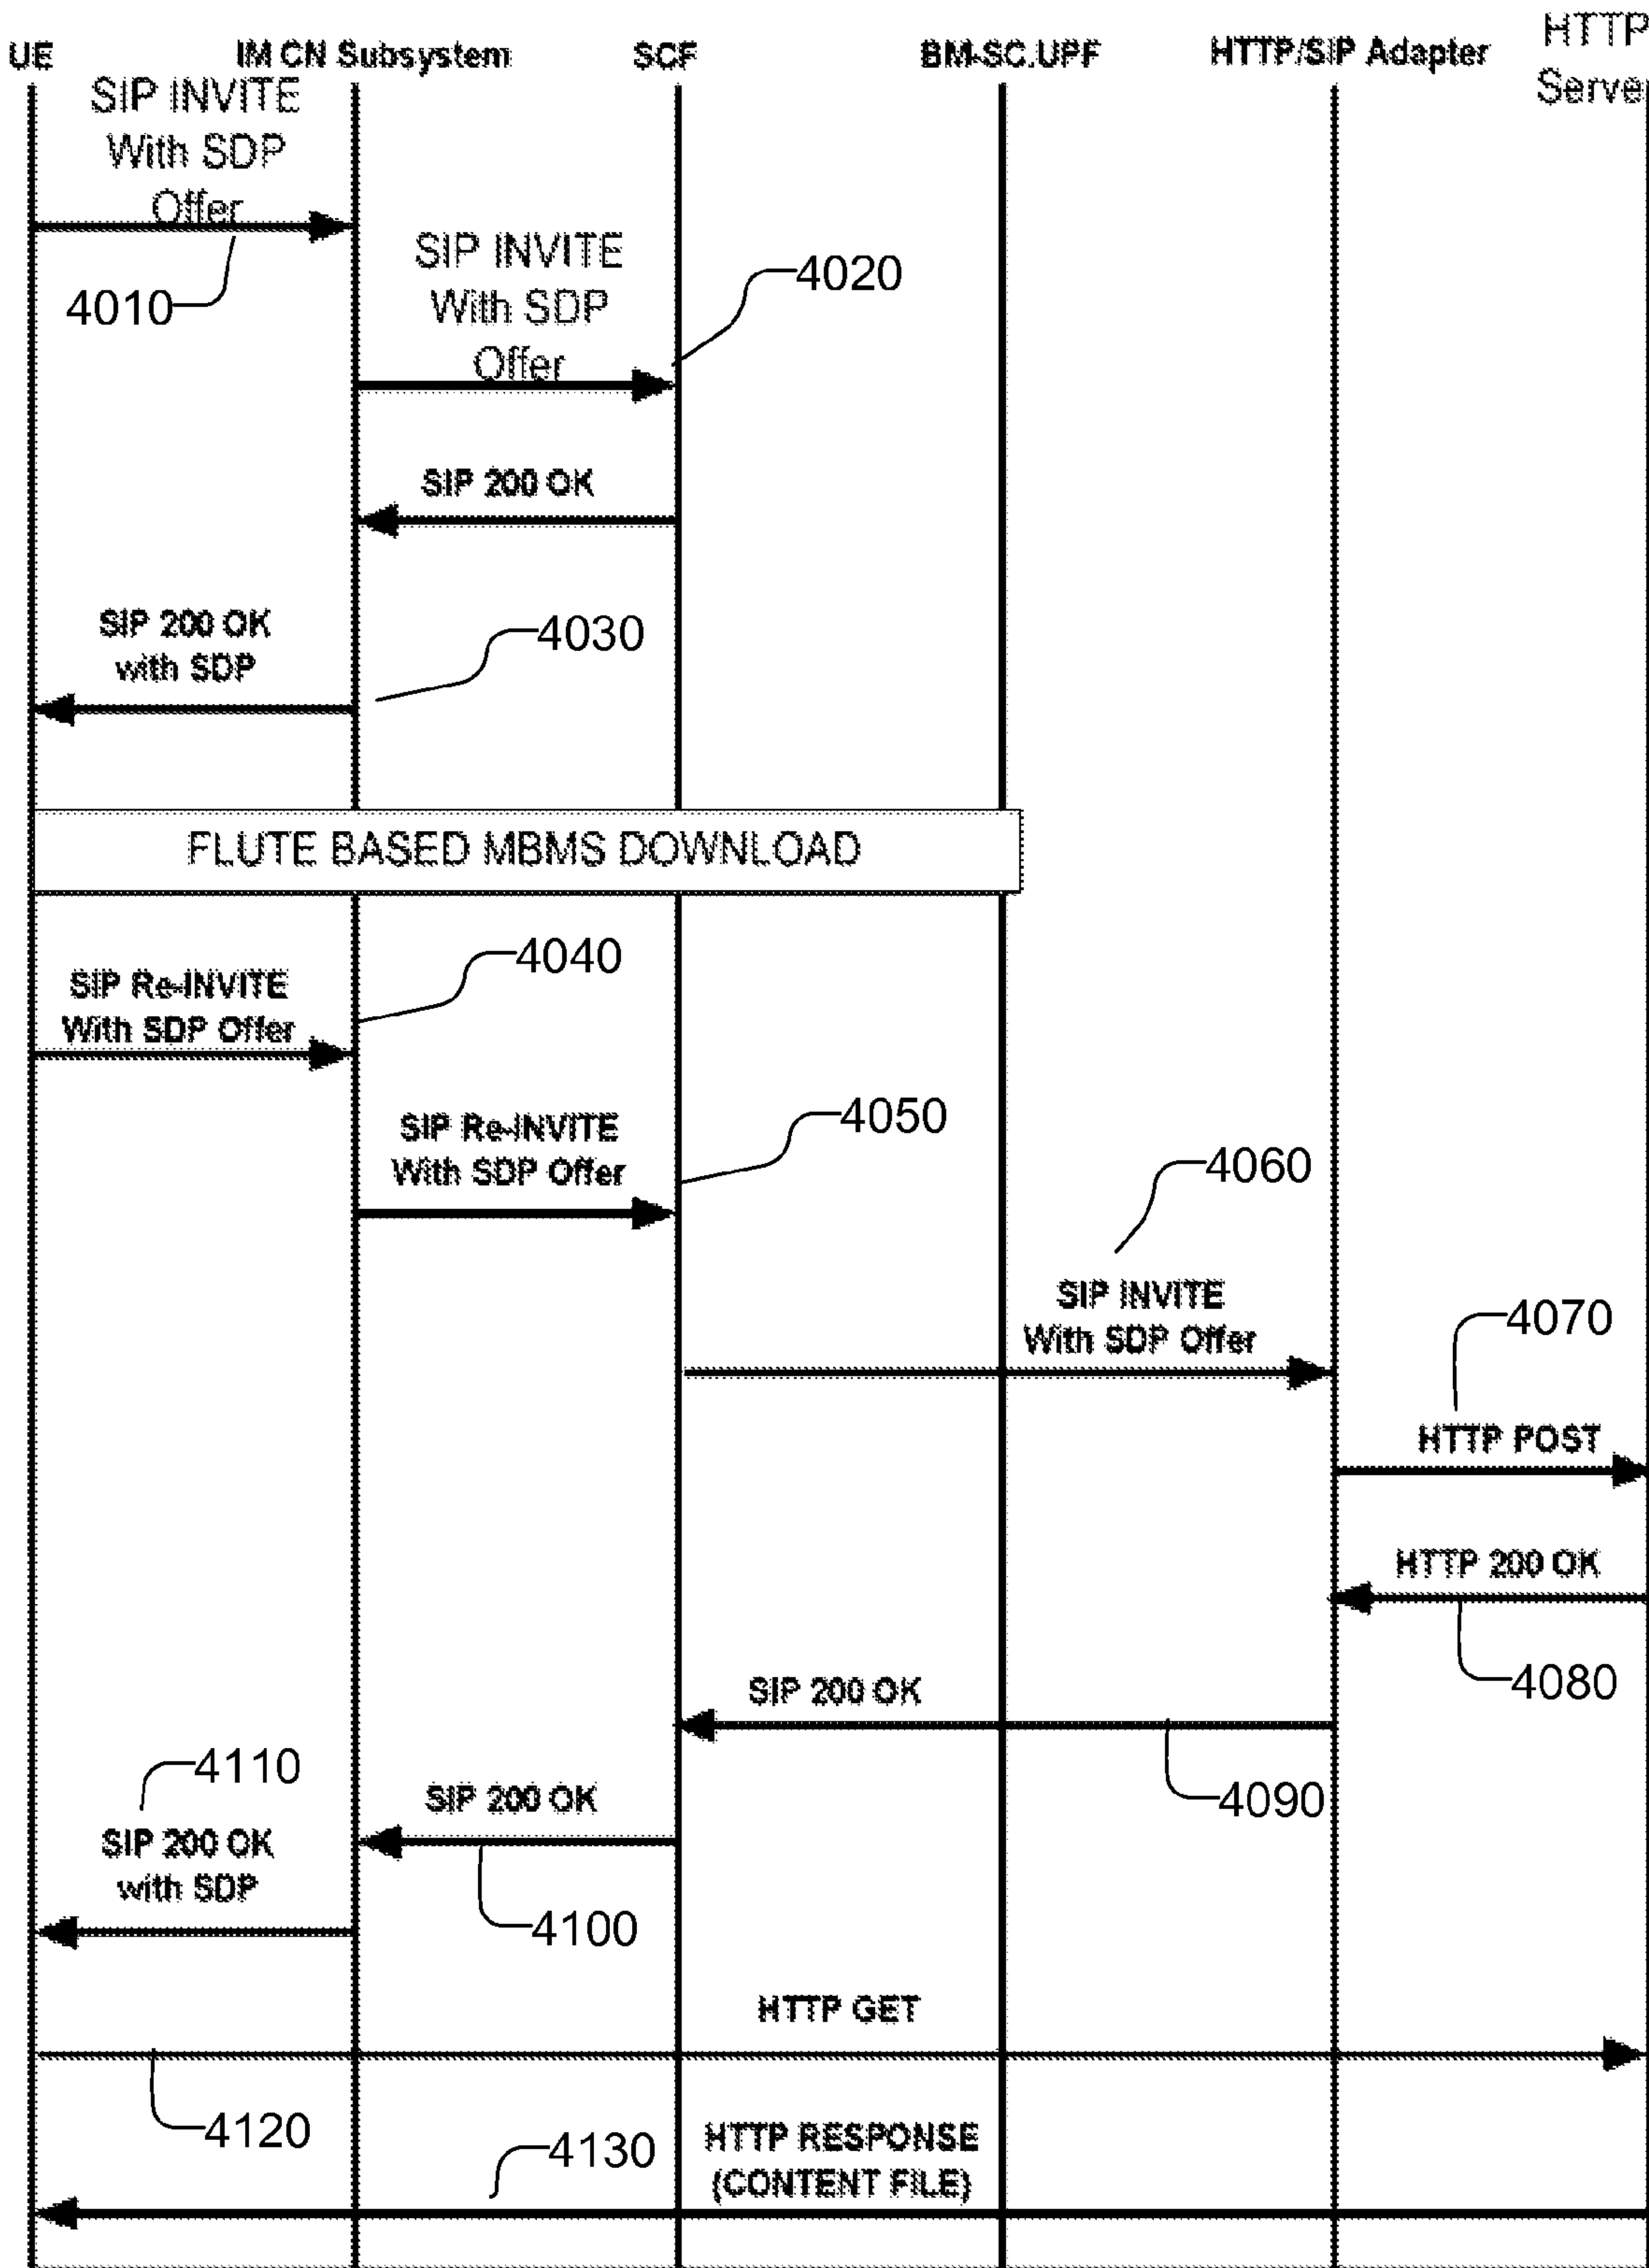 UE
IM CN Subsystem
SCF
BM-SC.UPF
HTTP/SIP Adapter
HTTP
Server
SIP INVITE
With SDP
Offer
4010
SIP INVITE
With SDP
Offer
4020
SIP 200 OK
SIP 200 OK
with SDP
4030
FLUTE BASED MBMS DOWNLOAD
4040
SIP Re-INVITE
With SDP Offer
SIP Re-INVITE
With SDP Offer
4050
4060
SIP INVITE
With SDP Offer
4070
HTTP POST
HTTP 200 OK
4080
SIP 200 OK
4090
4110
SIP 200 OK
with SDP
SIP 200 OK
4100
HTTP GET
4120
4130
HTTP RESPONSE
(CONTENT FILE)